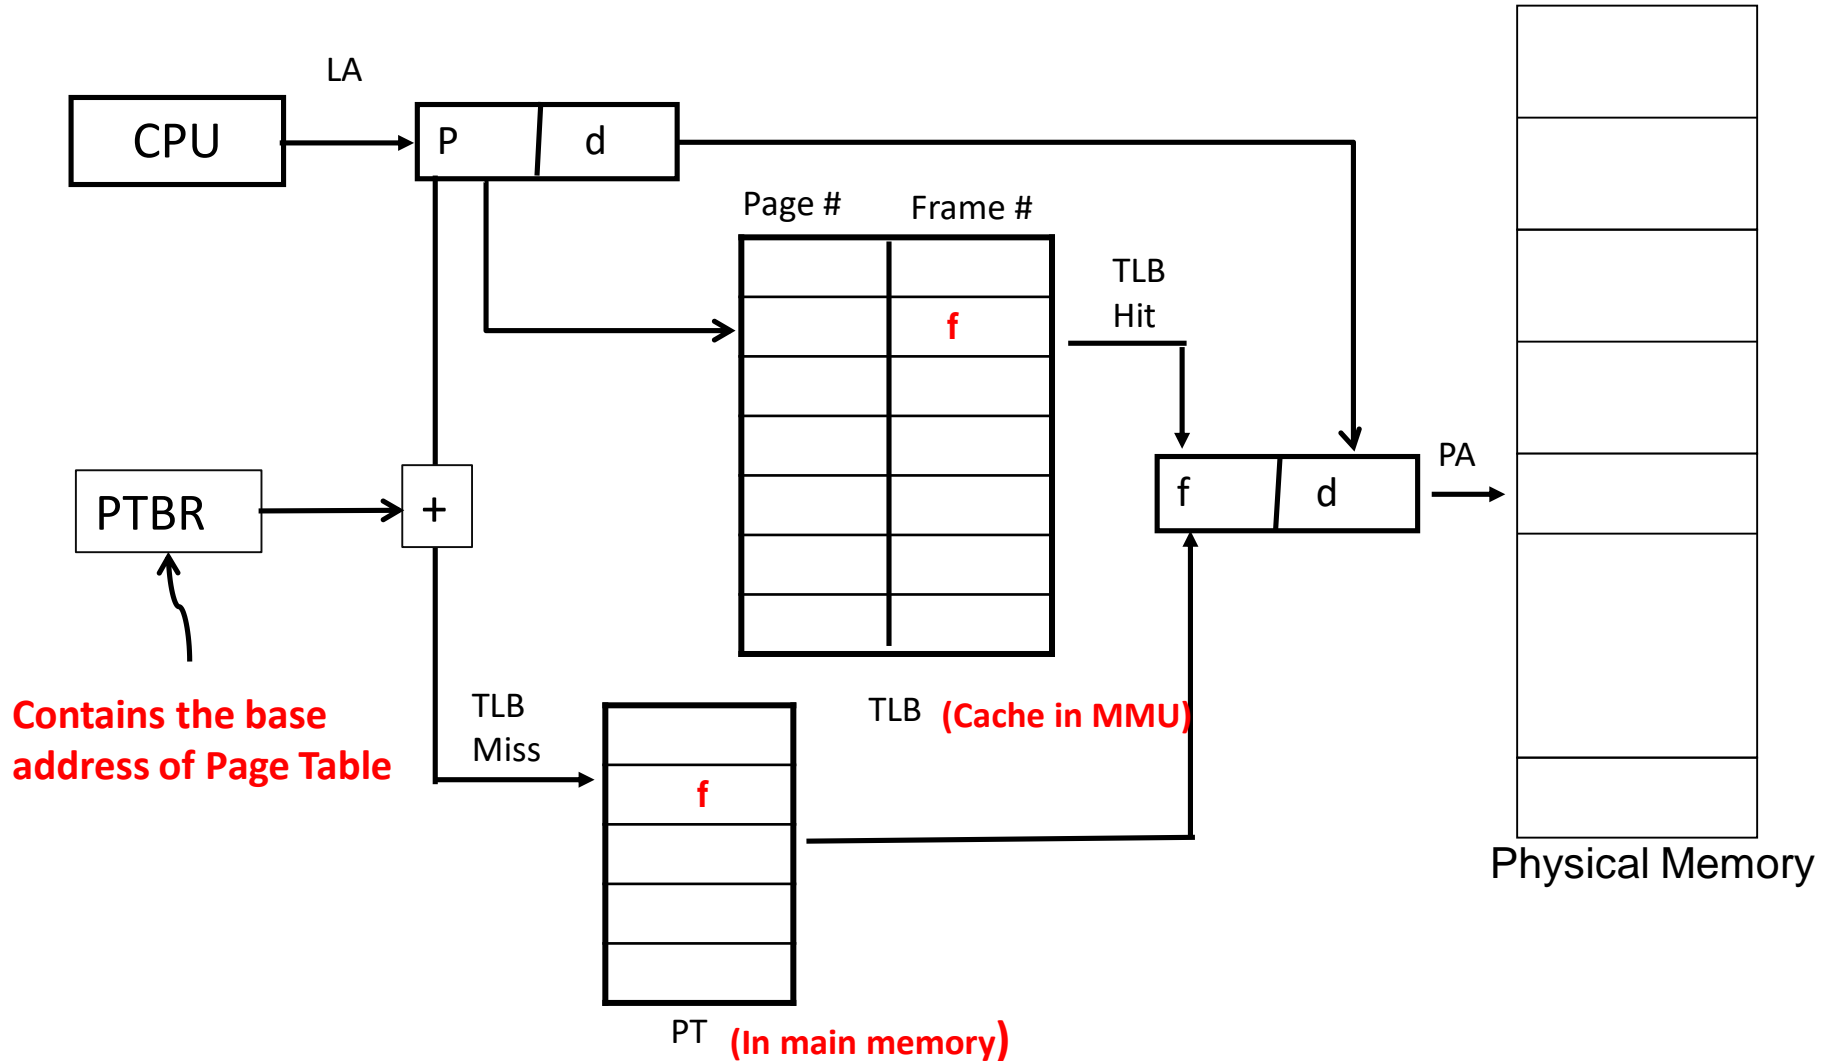 LA
CPU
P
d
Page #
Frame #
TLB
Hit
f
PTBR
+
f
d
PA
Contains the base
address of Page Table
TLB
Miss
TLB (Cache in MMU)
f
Physical Memory
PT (In main memory)